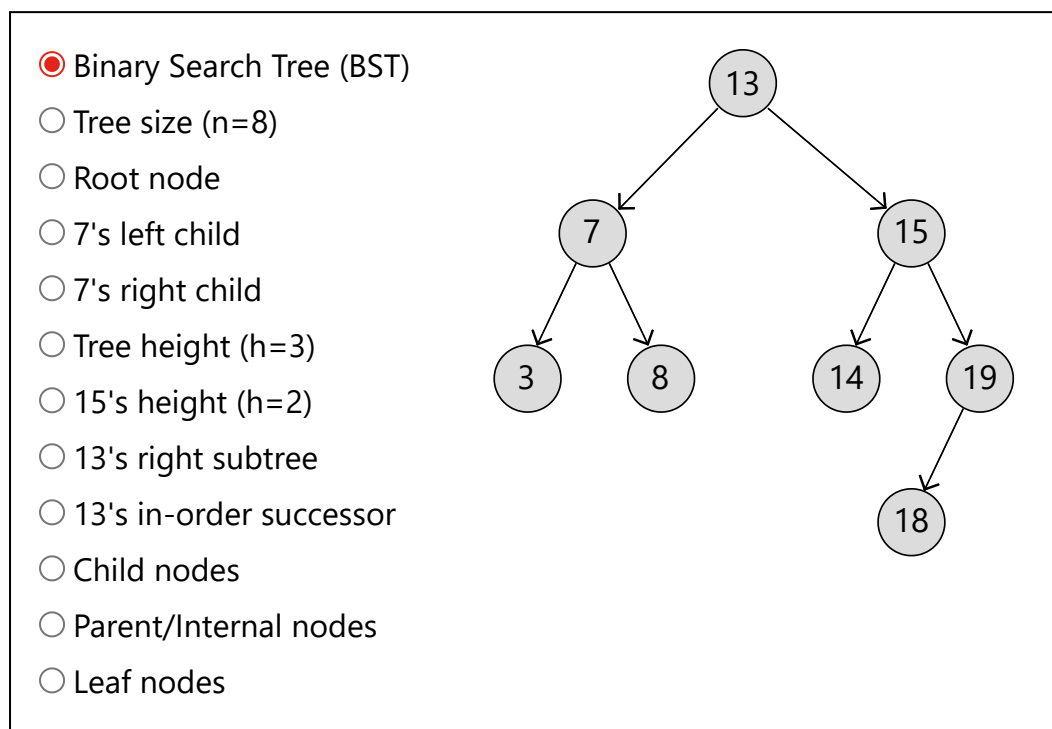 Binary Search Tree (BST)
Tree size (n=8)
Root node
7's left child
7's right child
Tree height (h=3)
15's height (h=2)
13's right subtree
13's in-order successor
Child nodes
Parent/Internal nodes
Leaf nodes
13
7
15
3
8
14
19
18